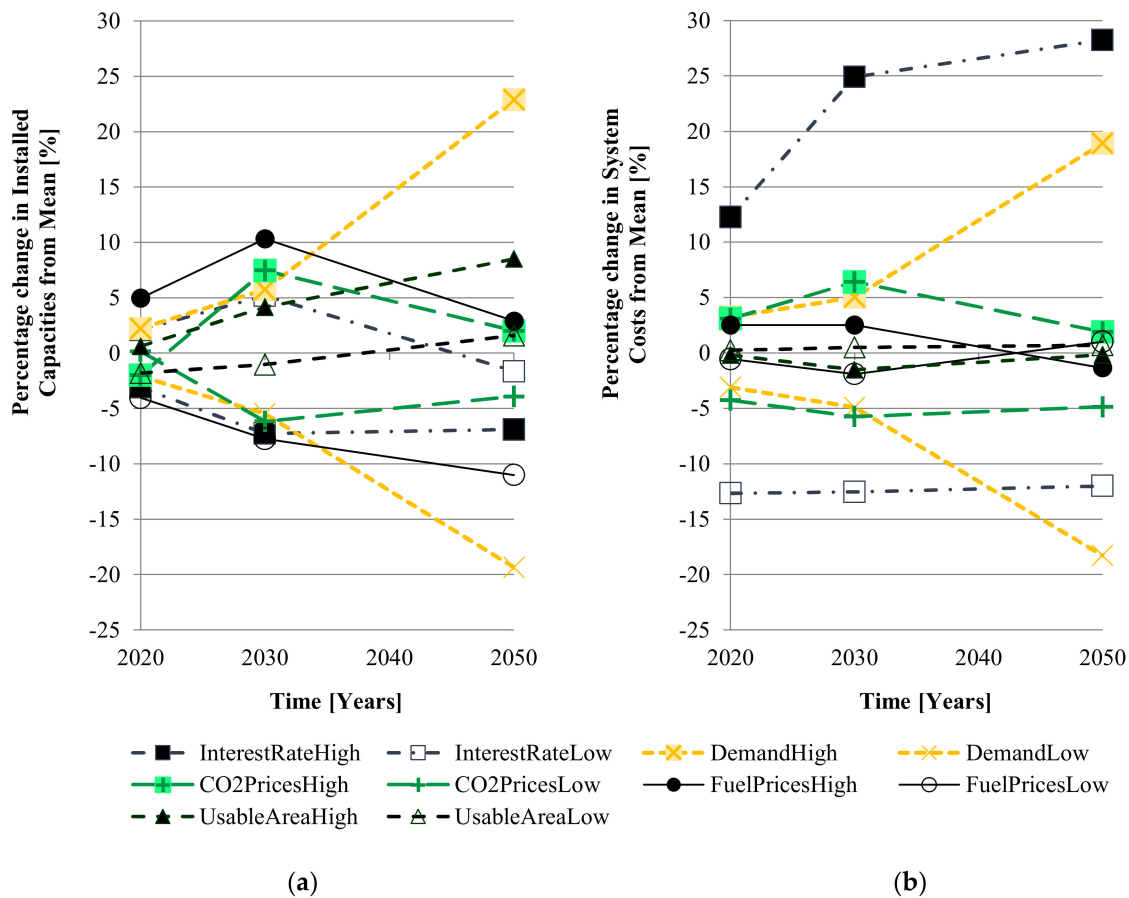 Percentage change in Installed
Capacities from Mean [%]
30
25
20
15
10
5
0
-5
-10
-15
-20
-25
2020
2030
2040
2050
Time [Years]
Percentage change in System
Costs from Mean [%]
30
25
20
15
10
5
0
-5
-10
-15
-20
-25
2020
2030
2040
2050
Time [Years]
InterestRateHigh
InterestRateLow
DemandHigh
DemandLow
CO2PricesHigh
CO2PricesLow
FuelPricesHigh
FuelPricesLow
UsableAreaHigh
UsableAreaLow
(a)
(b)